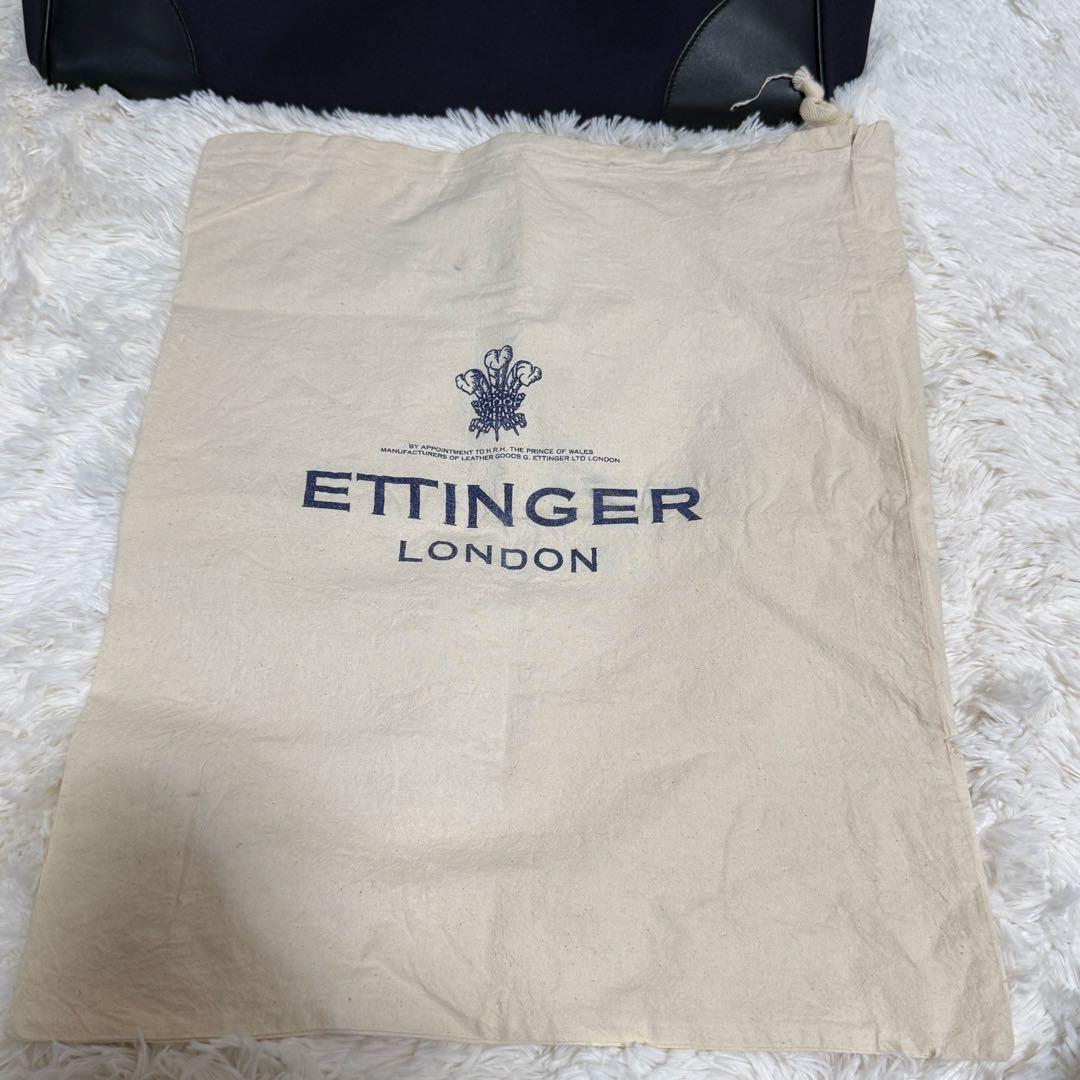 BY APPOINTMENT TO H.R.H. THE PRINCE OF WALES
MANUFACTURERS OF LEATHER GOODS G. ETTINGER LTD LONDON
ETTINGER
LONDON